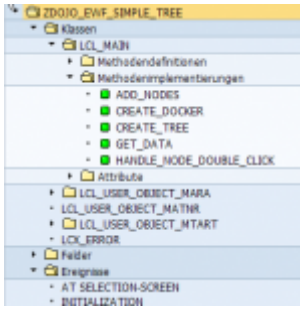 ZDOJO_EWF_SIMPLE_TREE
Klassen
LCL_MAIN
Methodendefinitionen
Methodenimplementierungen
ADD_NODES
CREATE_DOCKER
CREATE_TREE
GET_DATA
HANDLE_NODE_DOUBLE_CLICK
Attribute
LCL_USER_OBJECT_MARA
LCL_USER_OBJECT_MATNR
LCL_USER_OBJECT_MTART
LCX_ERROR
Felder
Ereignisse
AT SELECTION-SCREEN
INITIALIZATION